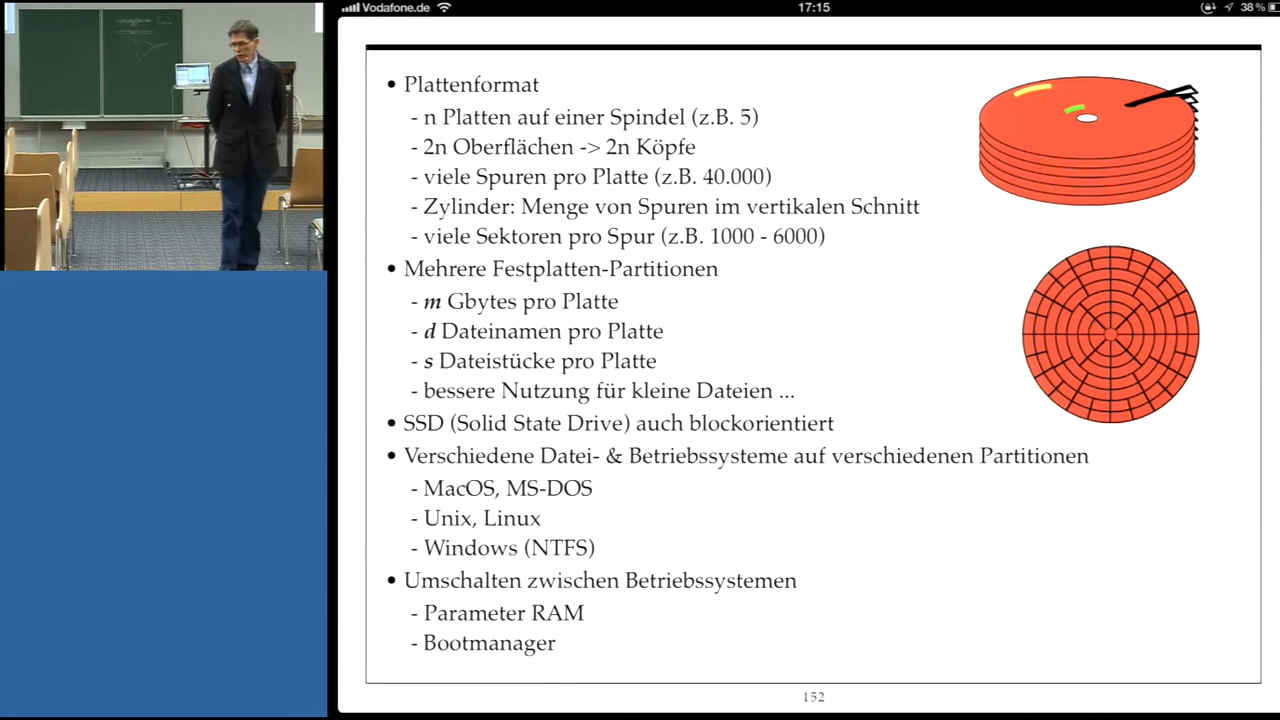 Vodafone.de 17:15 38%
• Plattenformat
- n Platten auf einer Spindel (z.B. 5)
- 2n Oberflächen -> 2n Köpfe
- viele Spuren pro Platte (z.B. 40.000)
- Zylinder: Menge von Spuren im vertikalen Schnitt
- viele Sektoren pro Spur (z.B. 1000 - 6000)
• Mehrere Festplatten-Partitionen
- m Gbytes pro Platte
- d Dateinamen pro Platte
- s Dateistücke pro Platte
- bessere Nutzung für kleine Dateien ...
• SSD (Solid State Drive) auch blockorientiert
• Verschiedene Datei- & Betriebssysteme auf verschiedenen Partitionen
- MacOS, MS-DOS
- Unix, Linux
- Windows (NTFS)
• Umschalten zwischen Betriebssystemen
- Parameter RAM
- Bootmanager
152